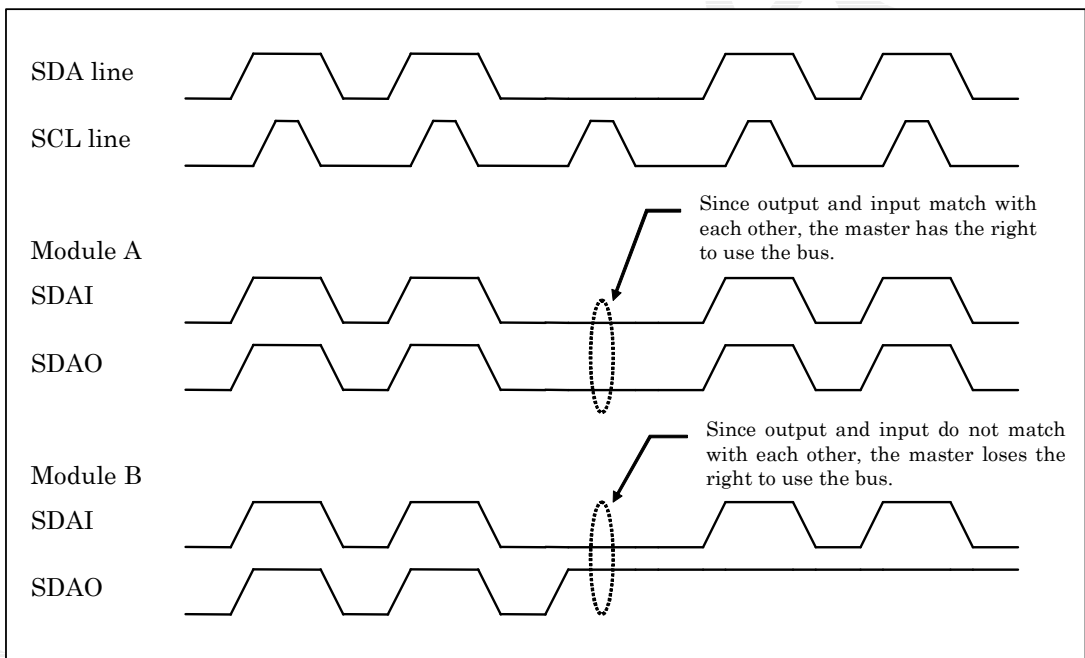 SDA line
SCL line
Since output and input match with
each other, the master has the right
to use the bus.
Module A
SDAI
SDAO
Since output and input do not match
with each other, the master loses the
right to use the bus.
Module B
SDAI
SDAO